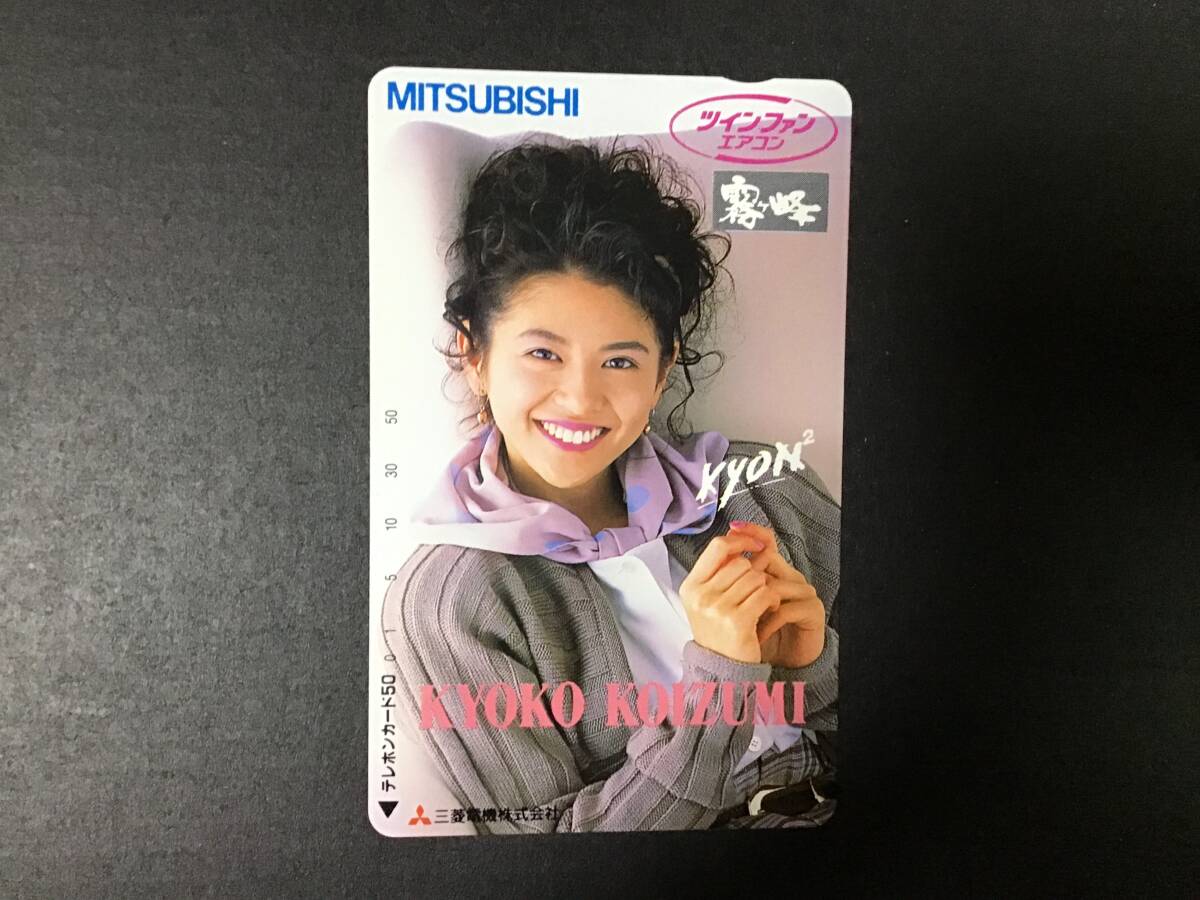 MITSUBISHI
ツインファン
エアコン
霧ヶ峰
KYON²
KYOKO KOIZUMI
50
30
10
5
1
0
◀テレホンカード50
三菱電機株式会社